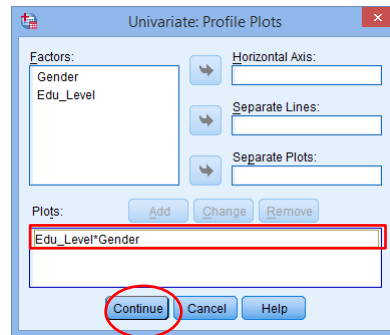 Univariate: Profile Plots
Factors:
Gender
Edu_Level
Horizontal Axis:
Separate Lines:
Separate Plots:
Plots:
Add Change Remove
Edu_Level*Gender
Continue Cancel Help